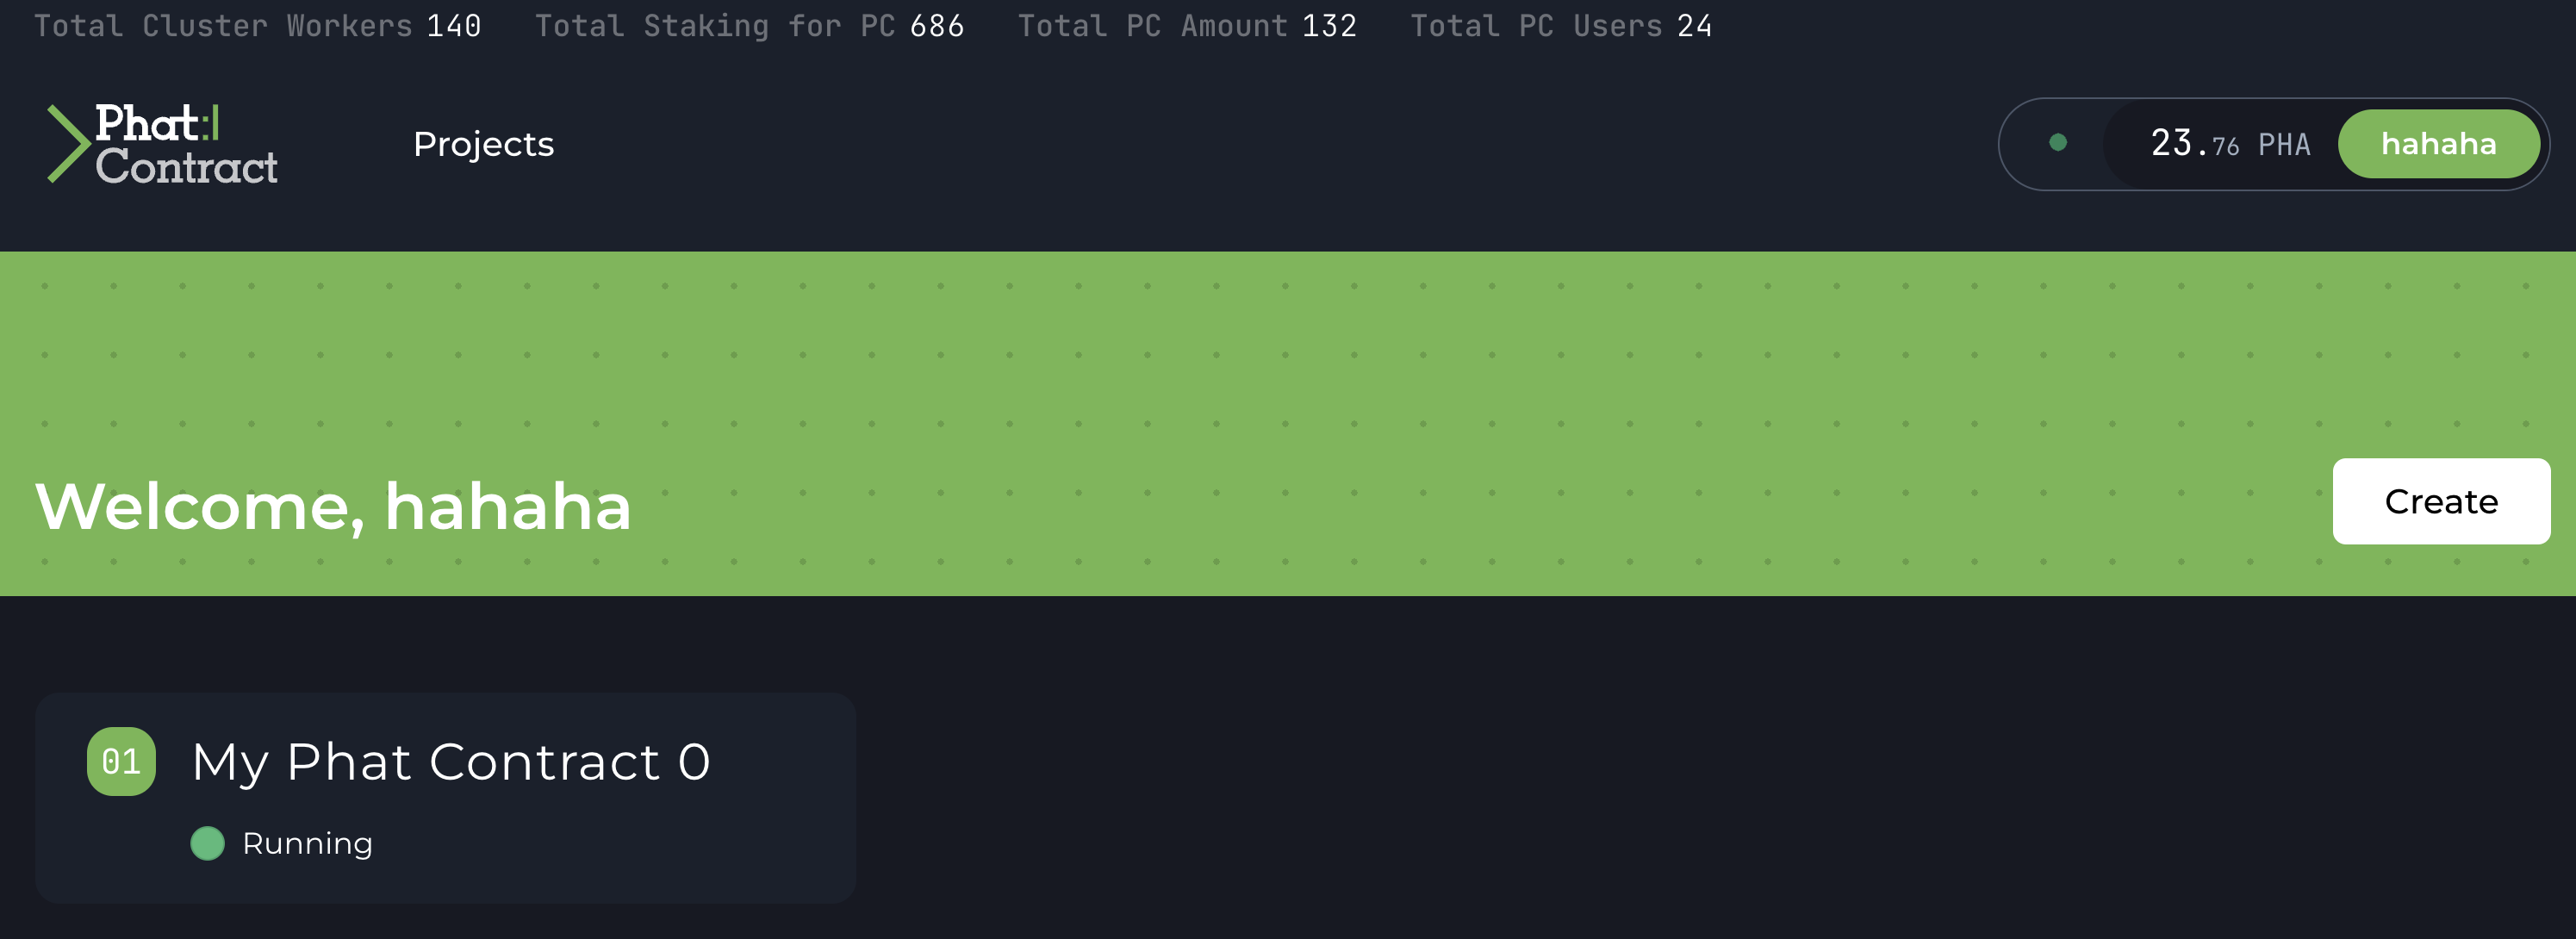 Total Cluster Workers 140 Total Staking for PC 686 Total PC Amount 132 Total PC Users 24
Phat:|
Contract
Projects
23.76 PHA
hahaha
Welcome, hahaha
Create
01
My Phat Contract 0
Running